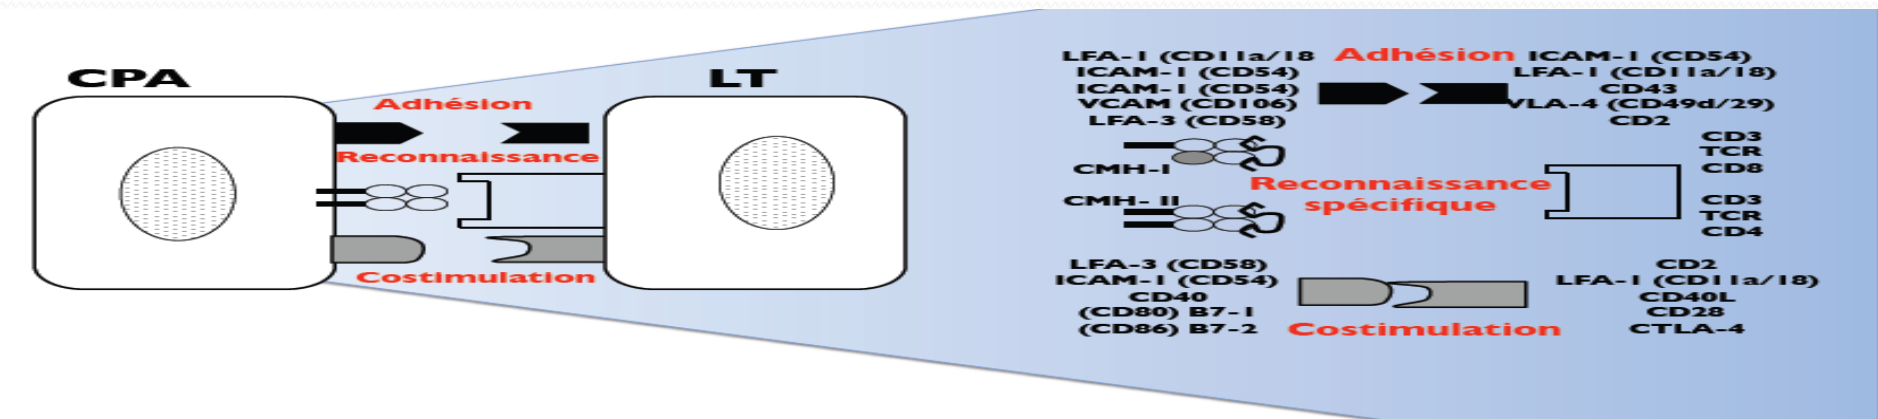 CPA
LT
Adhésion
Reconnaissance
Costimulation
LFA-1 (CD11a/18
ICAM-1 (CD54)
ICAM-1 (CD54)
VCAM (CD106)
LFA-3 (CD58)
Adhésion
ICAM-1 (CD54)
LFA-1 (CD11a/18)
CD43
VLA-4 (CD49d/29)
CD2
CMH-I
CMH- II
Reconnaissance
spécifique
CD3
TCR
CD8
CD3
TCR
CD4
LFA-3 (CD58)
ICAM-1 (CD54)
CD40
(CD80) B7-1
(CD86) B7-2
Costimulation
CD2
LFA-1 (CD11a/18)
CD40L
CD28
CTLA-4